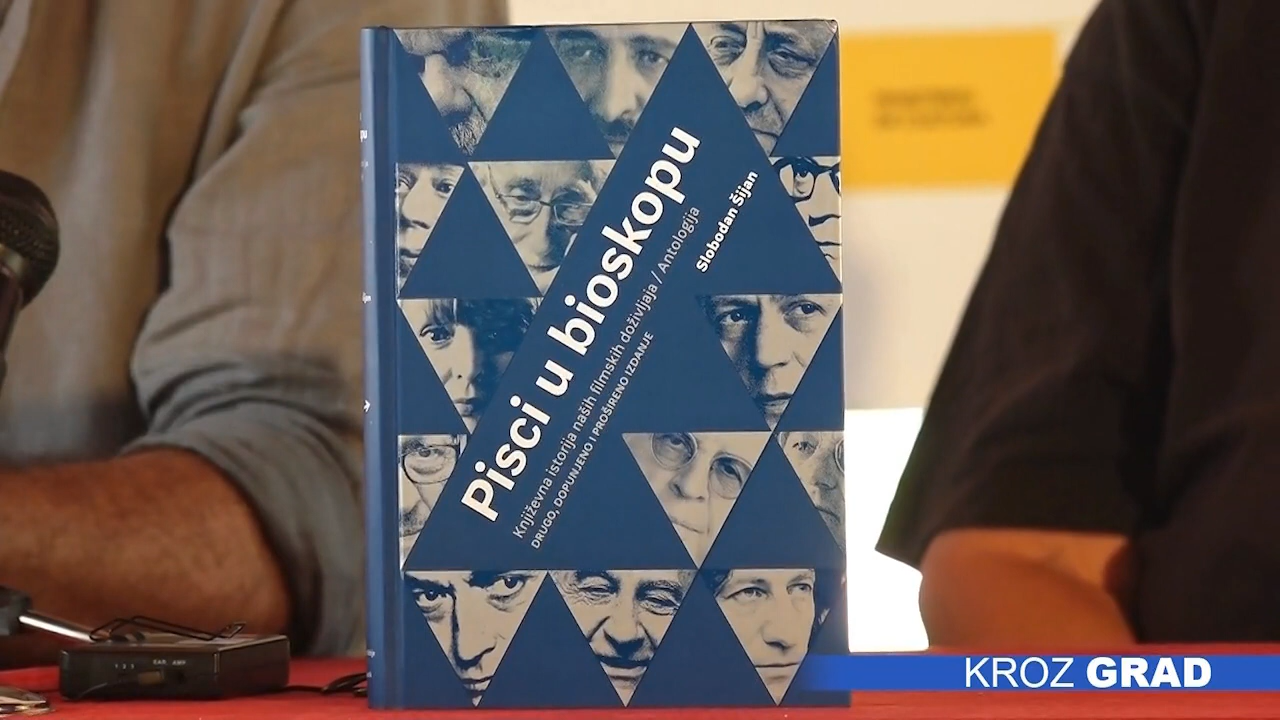 Pisci u bioskopu
Književna istorija naših filmskih doživljaja / Antologija
DRUGO, DOPUNJENO I PROŠIRENO IZDANJE
Slobodan Šijan
KROZ GRAD